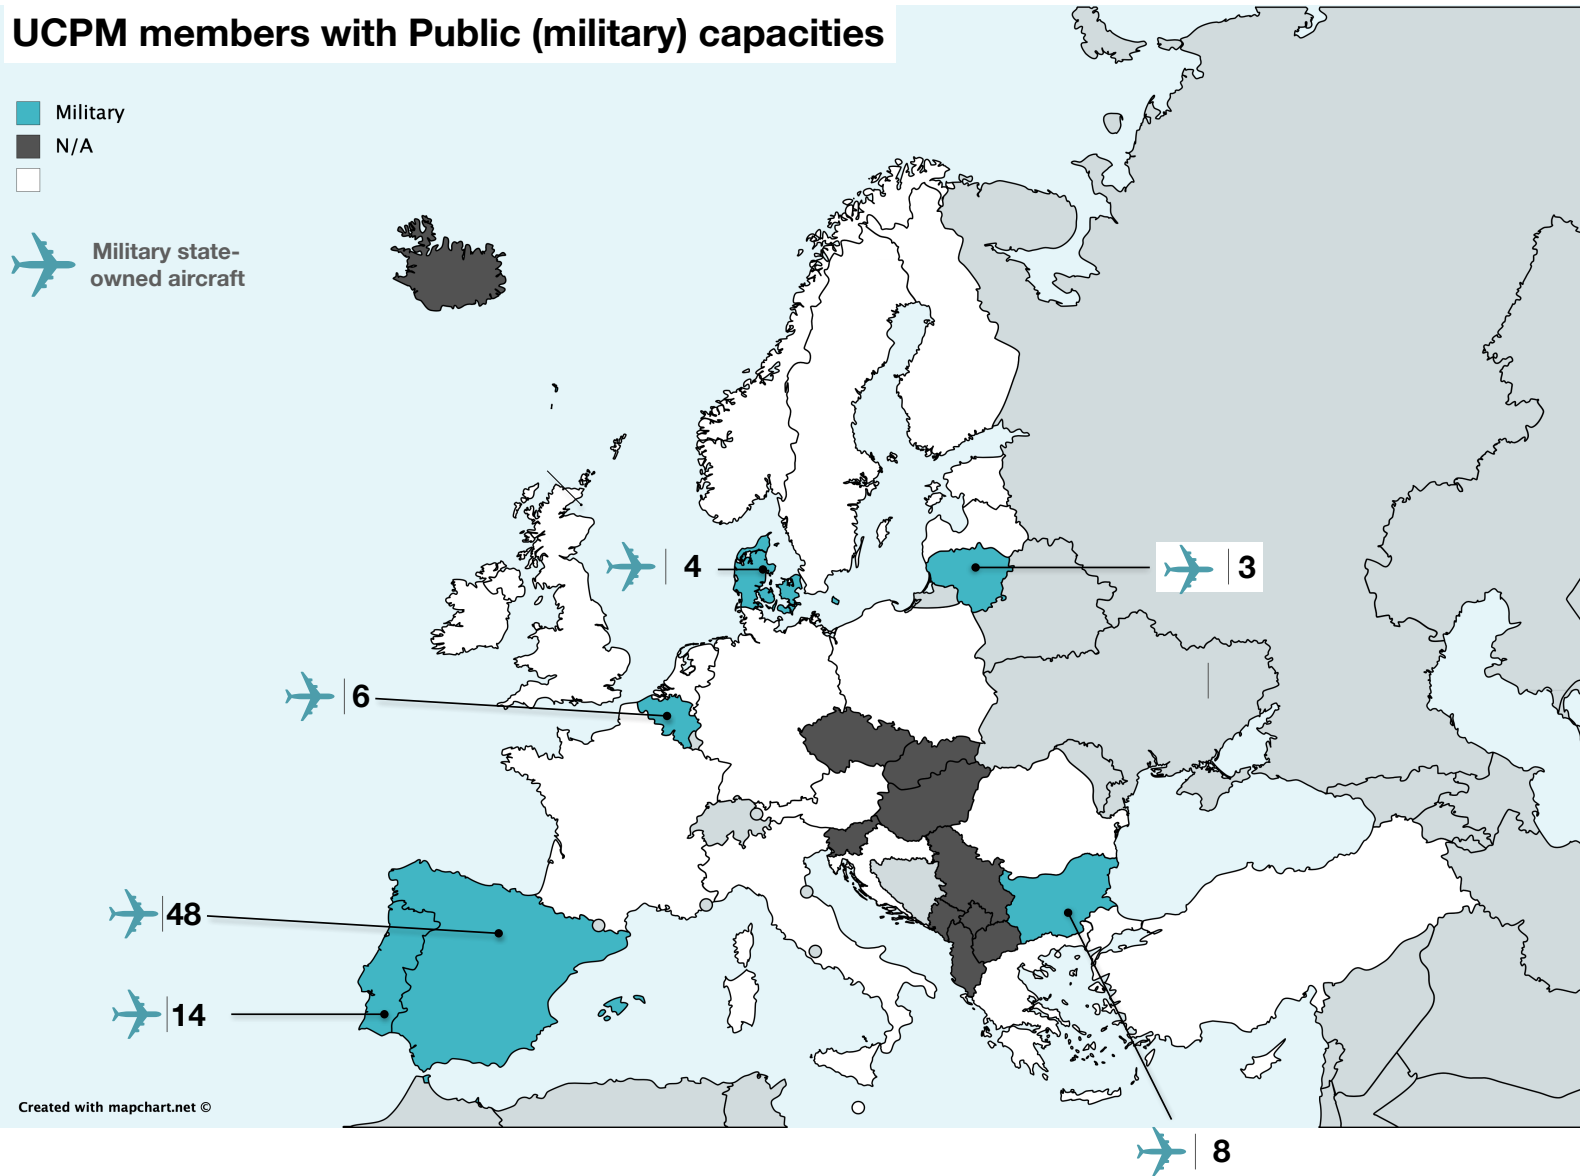 UCPM members with Public (military) capacities
Military
N/A
Military state-
owned aircraft
4
3
6
48
14
Created with mapchart.net ©
8